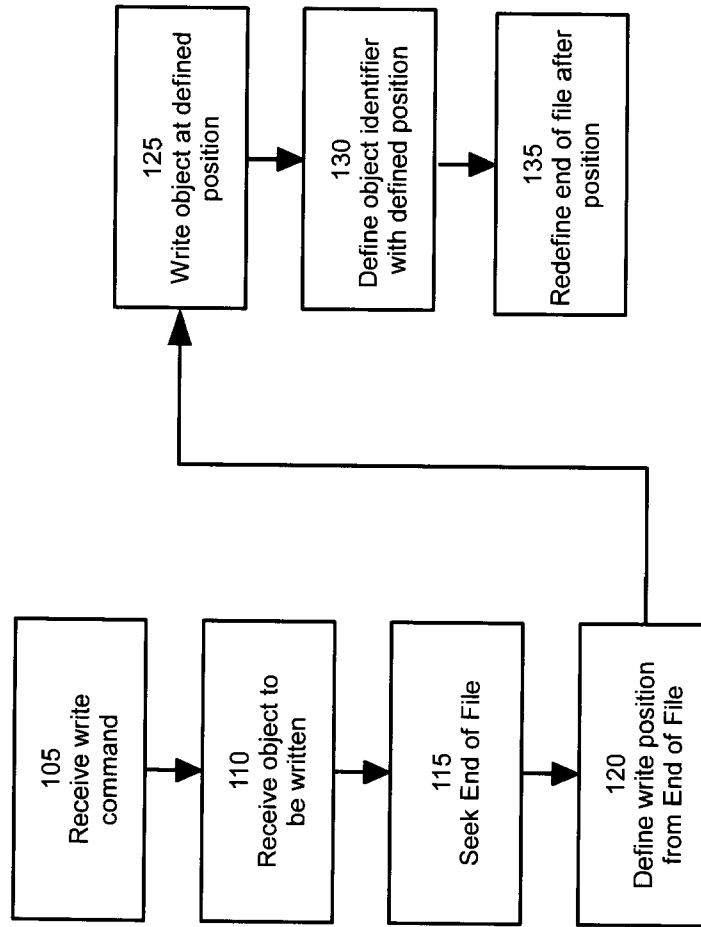 105
Receive write
command
110
Receive object to
be written
115
Seek End of File
120
Define write position
from End of File
125
Write object at defined
position
130
Define object identifier
with defined position
135
Redefine end of file after
position